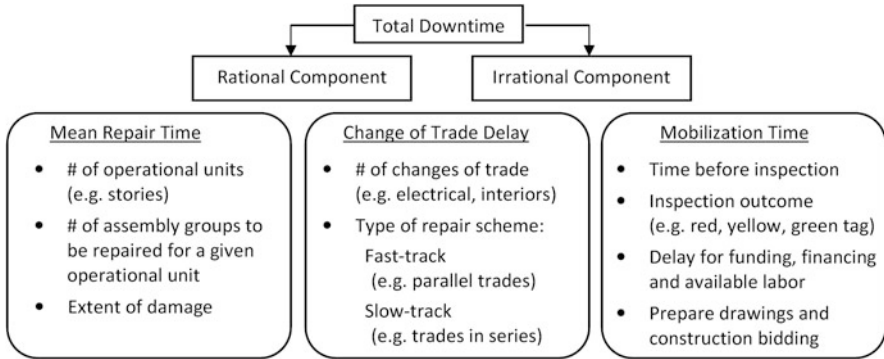 Total Downtime
Rational Component
Irrational Component
Mean Repair Time
• # of operational units
(e.g. stories)
• # of assembly groups to
be repaired for a given
operational unit
• Extent of damage
Change of Trade Delay
• # of changes of trade
(e.g. electrical, interiors)
• Type of repair scheme:
Fast-track
(e.g. parallel trades)
Slow-track
(e.g. trades in series)
Mobilization Time
• Time before inspection
• Inspection outcome
(e.g. red, yellow, green tag)
• Delay for funding, financing
and available labor
• Prepare drawings and
construction bidding